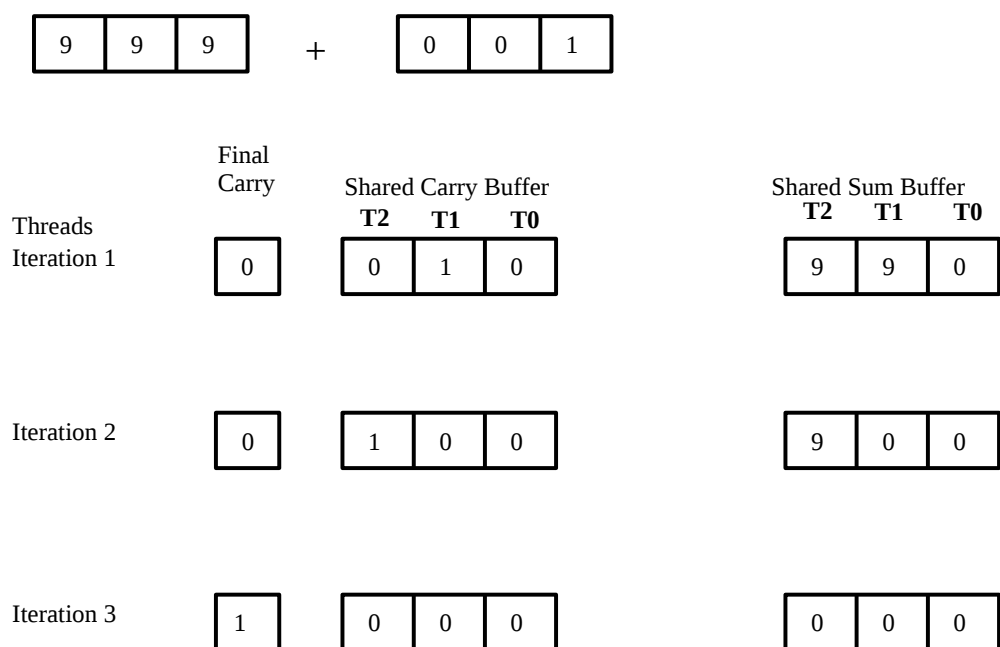 9 9 9 + 0 0 1
Final
Carry
Shared Carry Buffer
Shared Sum Buffer
T2 T1 T0
T2 T1 T0
Threads
Iteration 1
0
0 1 0
9 9 0
Iteration 2
0
1 0 0
9 0 0
Iteration 3
1
0 0 0
0 0 0